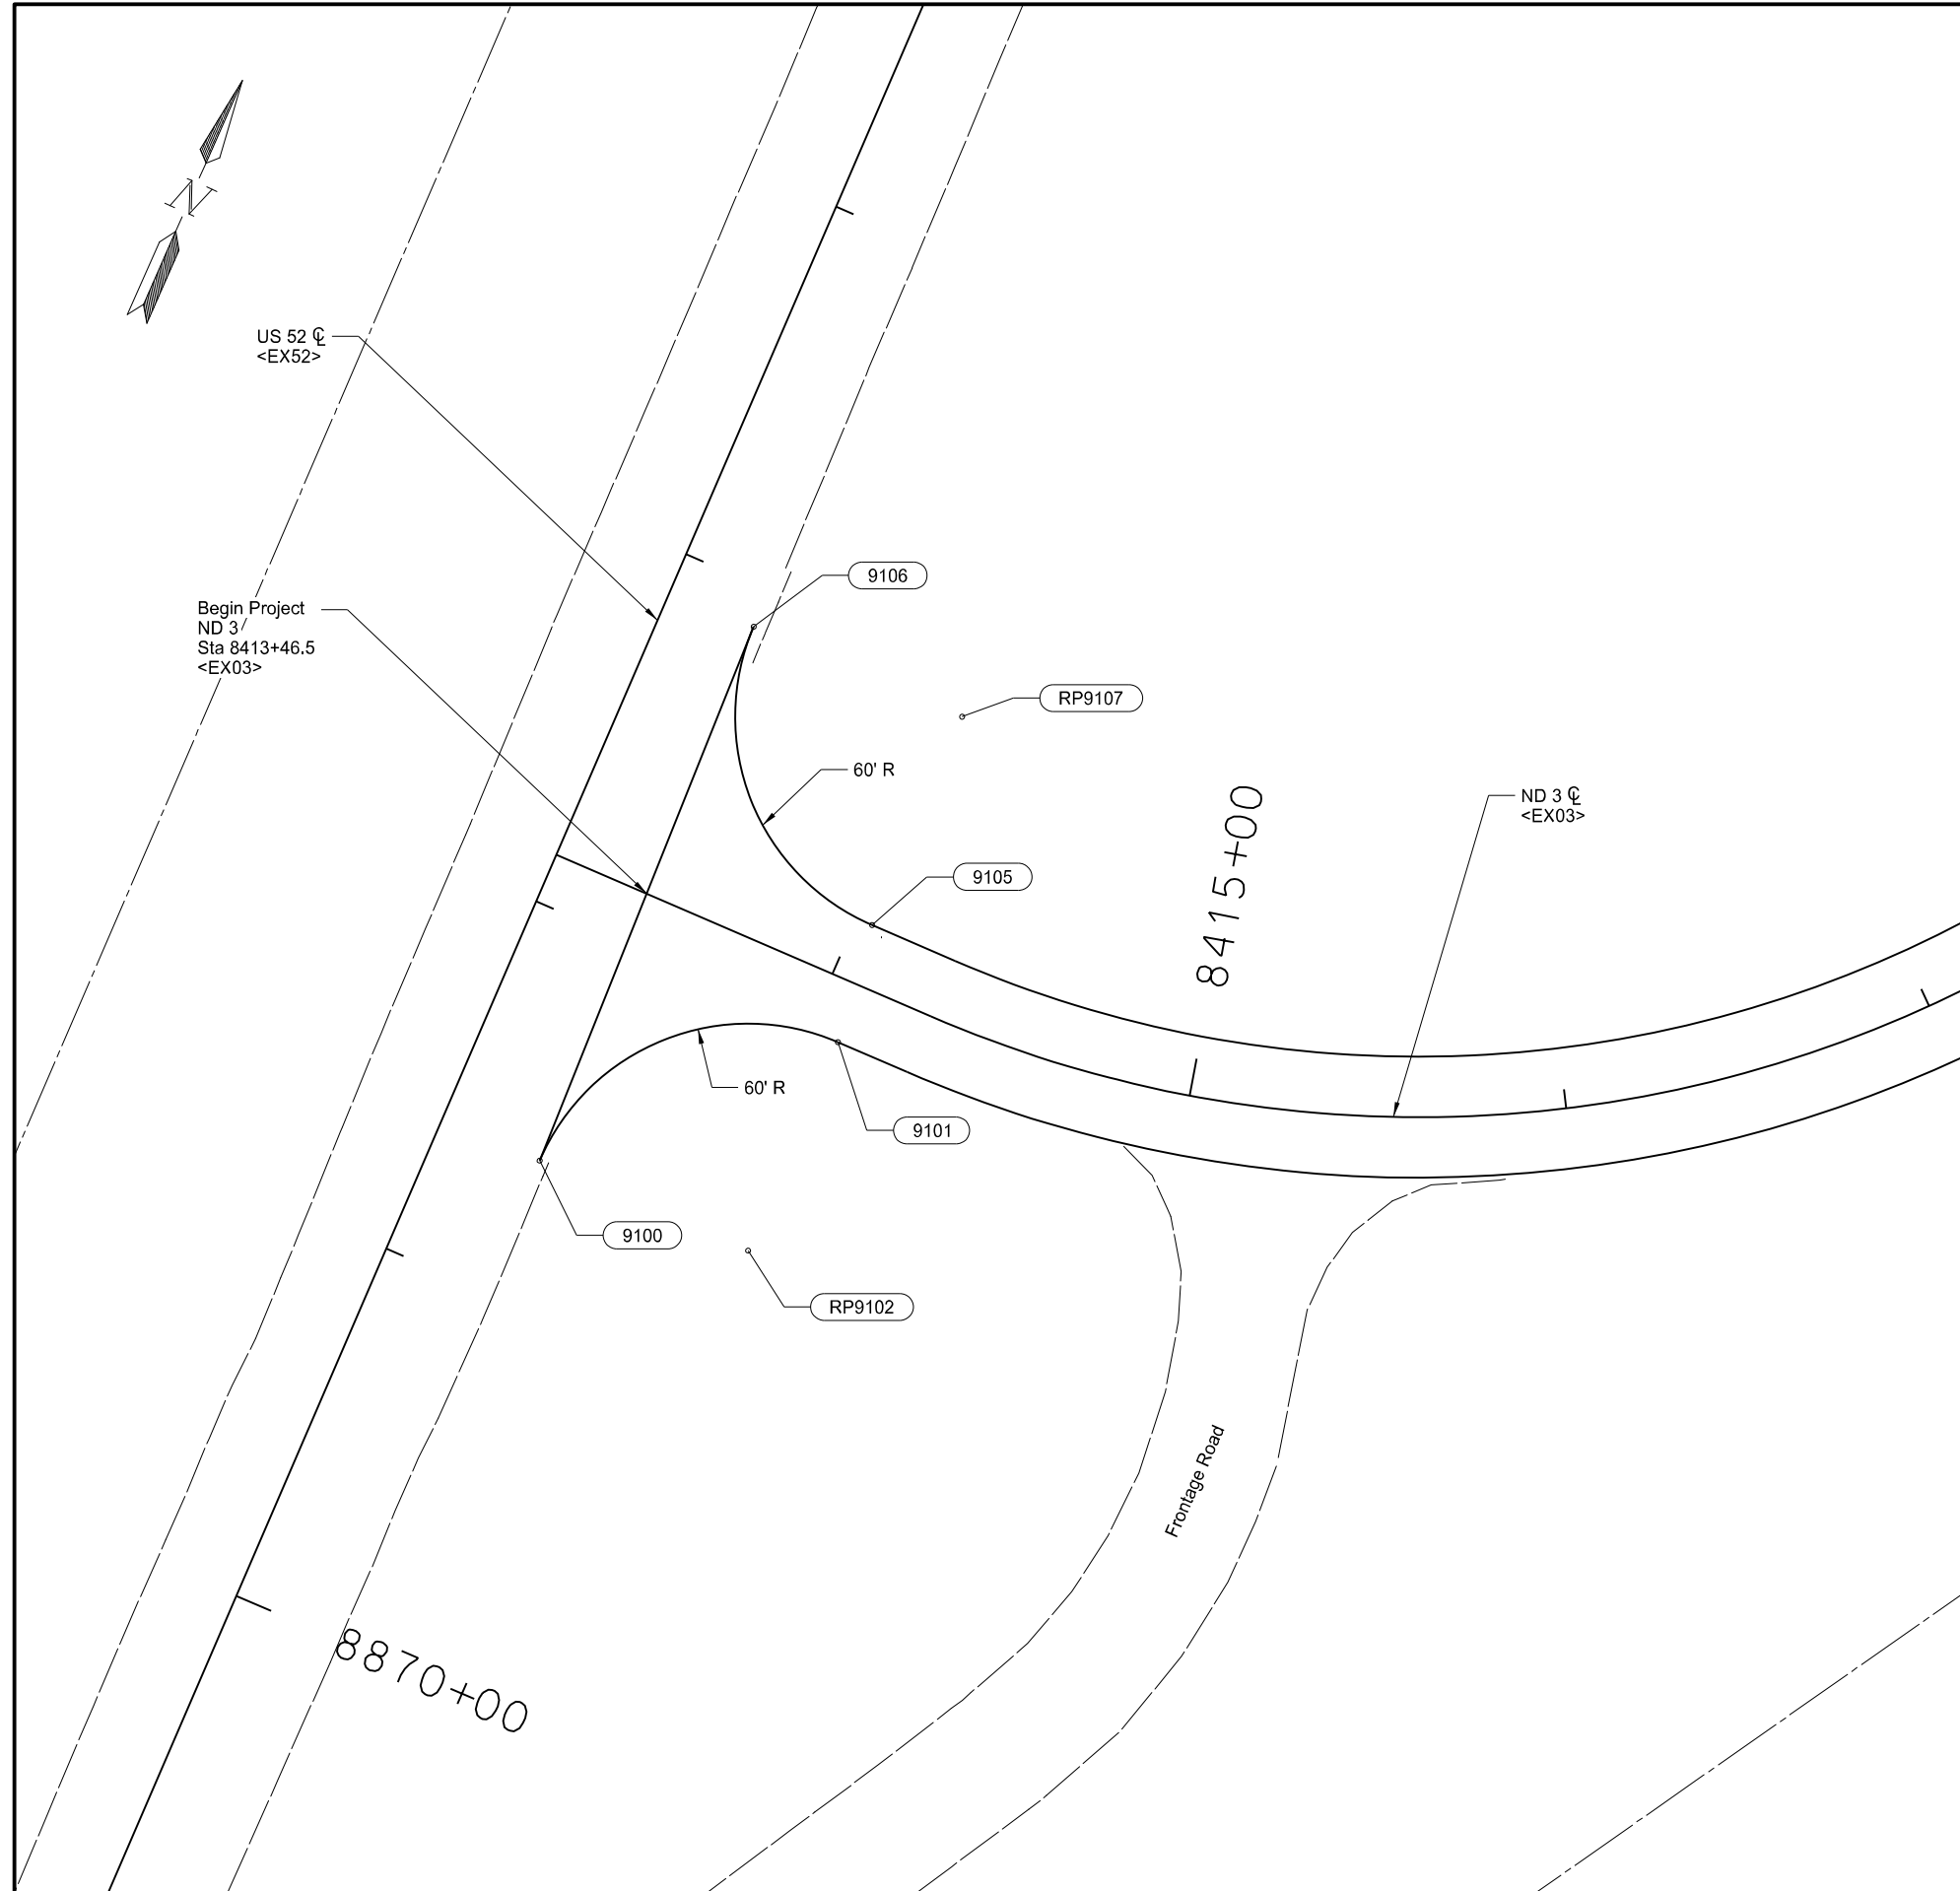 N
US 52 ℄
<EX52>
9106
Begin Project
ND 3
Sta 8413+46.5
<EX03>
RP9107
60' R
ND 3 ℄
<EX03>
8415+00
9105
60' R
9101
9100
RP9102
Frontage Road
8870+00